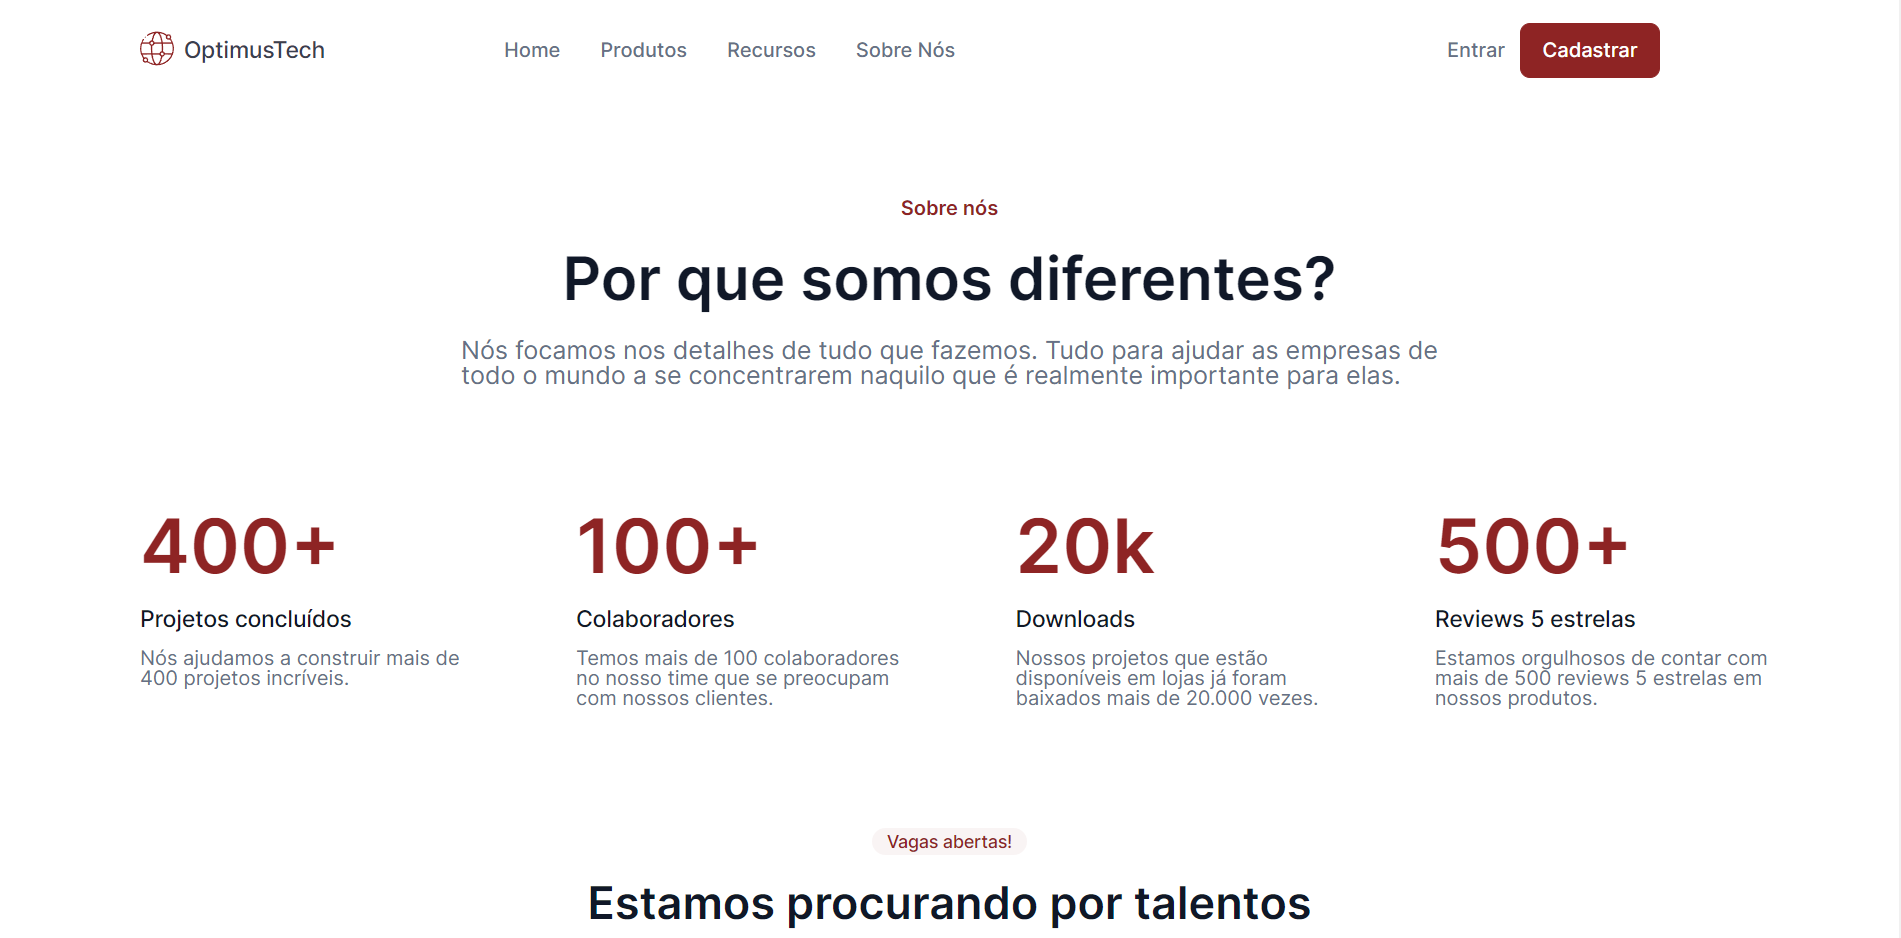 OptimusTech
Home
Produtos
Recursos
Sobre Nós
Entrar
Cadastrar
Sobre nós
Por que somos diferentes?
Nós focamos nos detalhes de tudo que fazemos. Tudo para ajudar as empresas de
todo o mundo a se concentrarem naquilo que é realmente importante para elas.
400+
Projetos concluídos
Nós ajudamos a construir mais de
400 projetos incríveis.
100+
Colaboradores
Temos mais de 100 colaboradores
no nosso time que se preocupam
com nossos clientes.
20k
Downloads
Nossos projetos que estão
disponíveis em lojas já foram
baixados mais de 20.000 vezes.
500+
Reviews 5 estrelas
Estamos orgulhosos de contar com
mais de 500 reviews 5 estrelas em
nossos produtos.
Vagas abertas!
Estamos procurando por talentos